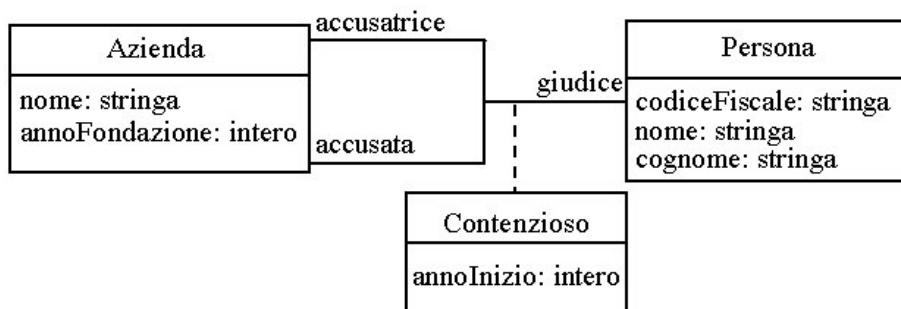 accusatrice
Azienda
nome: stringa
annoFondazione: intero
accusata
giudice
Persona
codiceFiscale: stringa
nome: stringa
cognome: stringa
Contenzioso
annoInizio: intero